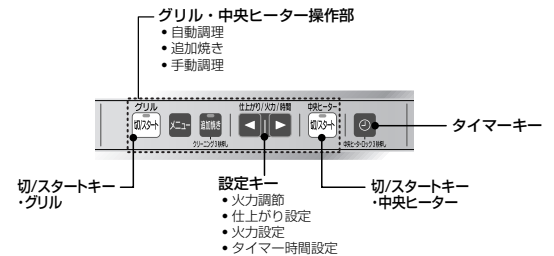 グリル・中央ヒーター操作部
• 自動調理
• 追加焼き
• 手動調理
グリル
仕上がり/火力/時間
中央ヒーター
切/スタート
メニュー
追加焼き
◀
▶
切/スタート
クリーニング3秒押し
中央ヒーターロック3秒押し
タイマーキー
切/スタートキー
・グリル
設定キー
• 火力調節
• 仕上がり設定
• 火力設定
• タイマー時間設定
切/スタートキー
・中央ヒーター